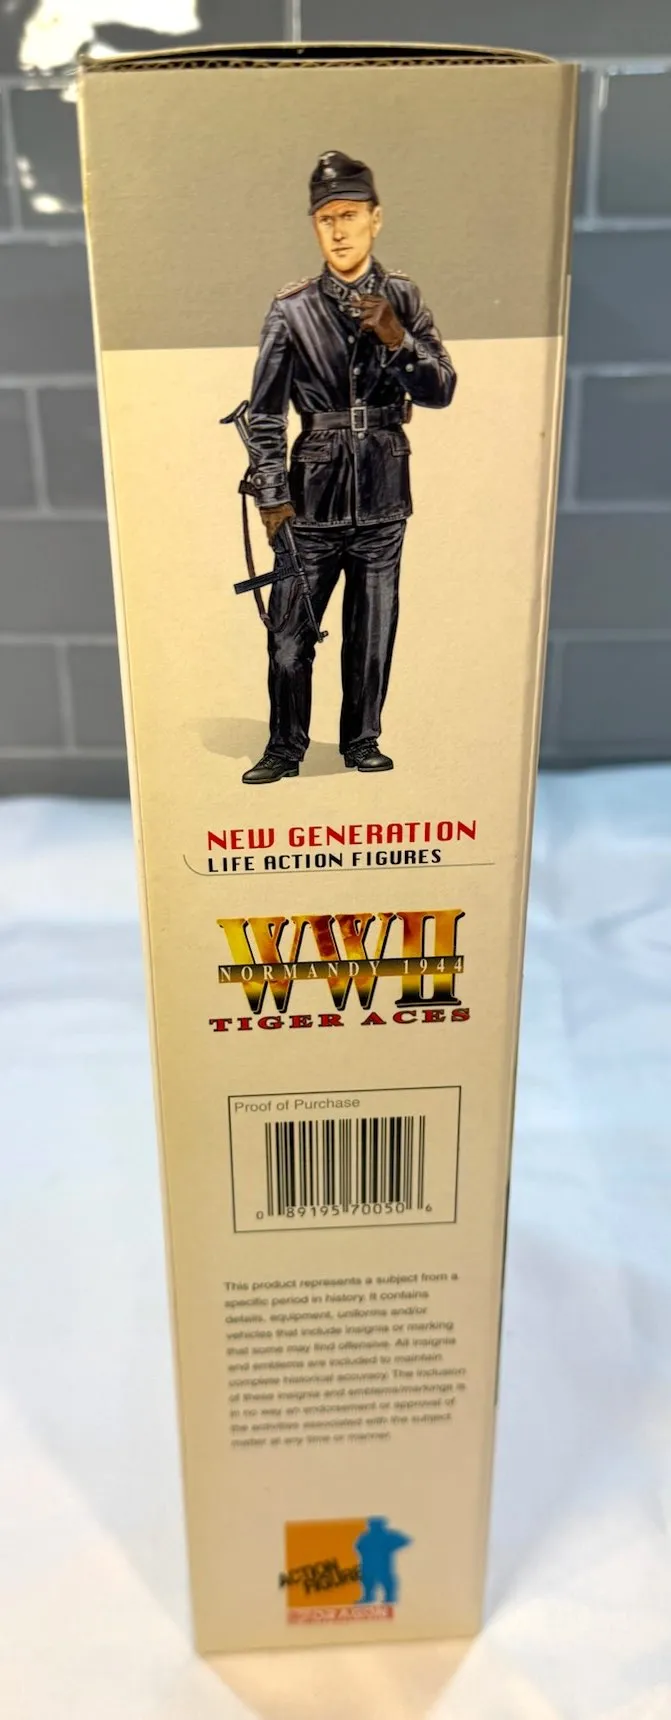 NEW GENERATION
LIFE ACTION FIGURES
WWII
NORMANDY 1944
TIGER ACES
Proof of Purchase
0 89195 70050 6
This product represents a subject from a
specific period in history. It contains
details, equipment, uniforms and/or
vehicles that include insignia or marking
that some may find offensive. All insignia
and emblems are included to maintain
complete historical accuracy. The inclusion
of these insignia and emblems/markings is
in no way an endorsement or approval of
the activities associated with the subject
matter at any time or manner.
ACTION
FIGURE
DRAGON